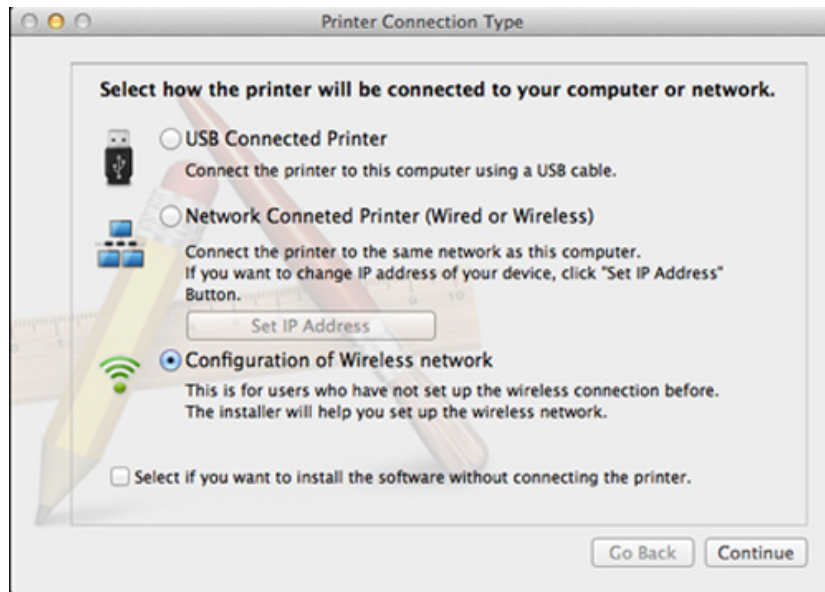 Printer Connection Type
Select how the printer will be connected to your computer or network.
USB Connected Printer
Connect the printer to this computer using a USB cable.
Network Conneted Printer (Wired or Wireless)
Connect the printer to the same network as this computer.
If you want to change IP address of your device, click "Set IP Address"
Button.
Set IP Address
Configuration of Wireless network
This is for users who have not set up the wireless connection before.
The installer will help you set up the wireless network.
Select if you want to install the software without connecting the printer.
Go Back Continue